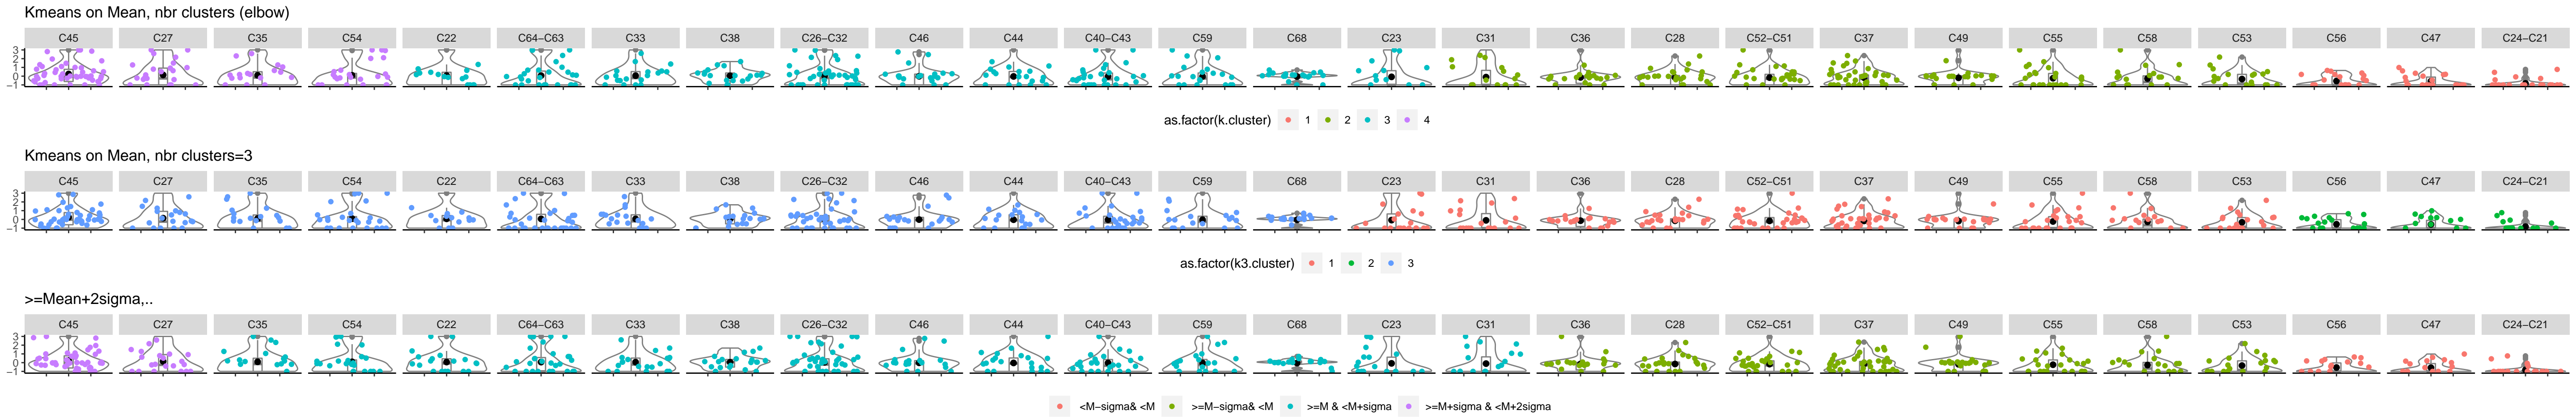 Kmeans on Mean, nbr clusters (elbow)
C45 C27 C35 C54 C22 C64−C63 C33 C38 C26−C32 C46 C44 C40−C43 C59 C68 C23 C31 C36 C28 C52−C51 C37 C49 C55 C58 C53 C56 C47 C24−C21
3
2
1
0
−1
as.factor(k.cluster) 1 2 3 4
Kmeans on Mean, nbr clusters=3
C45 C27 C35 C54 C22 C64−C63 C33 C38 C26−C32 C46 C44 C40−C43 C59 C68 C23 C31 C36 C28 C52−C51 C37 C49 C55 C58 C53 C56 C47 C24−C21
3
2
1
0
−1
as.factor(k3.cluster) 1 2 3
>=Mean+2sigma,..
C45 C27 C35 C54 C22 C64−C63 C33 C38 C26−C32 C46 C44 C40−C43 C59 C68 C23 C31 C36 C28 C52−C51 C37 C49 C55 C58 C53 C56 C47 C24−C21
3
2
1
0
−1
<M−sigma& <M >=M−sigma& <M >=M & <M+sigma >=M+sigma & <M+2sigma